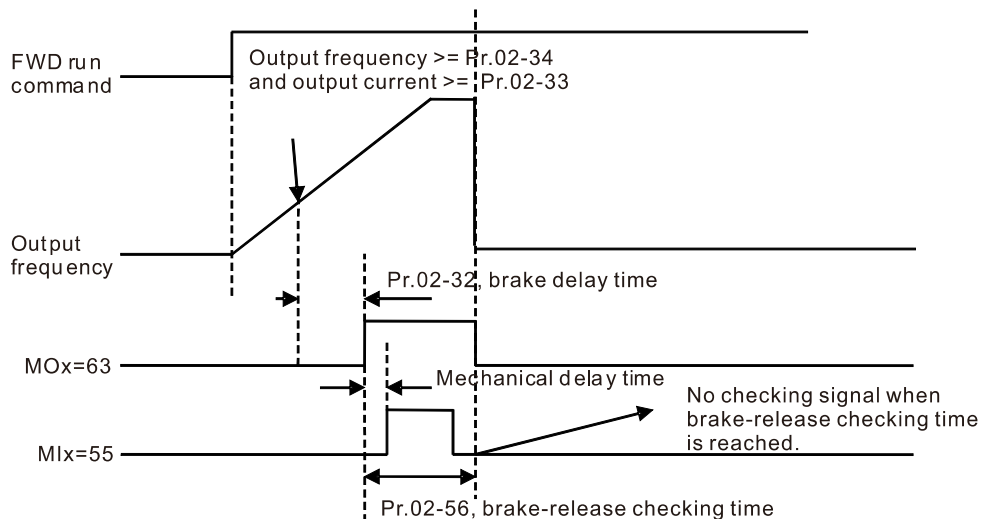 FWD run
command
Output frequency >= Pr.02-34
and output current >= Pr.02-33
Output
frequency
Pr.02-32, brake delay time
MOx=63
Mechanical delay time
No checking signal when
brake-release checking time
is reached.
MIx=55
Pr.02-56, brake-release checking time